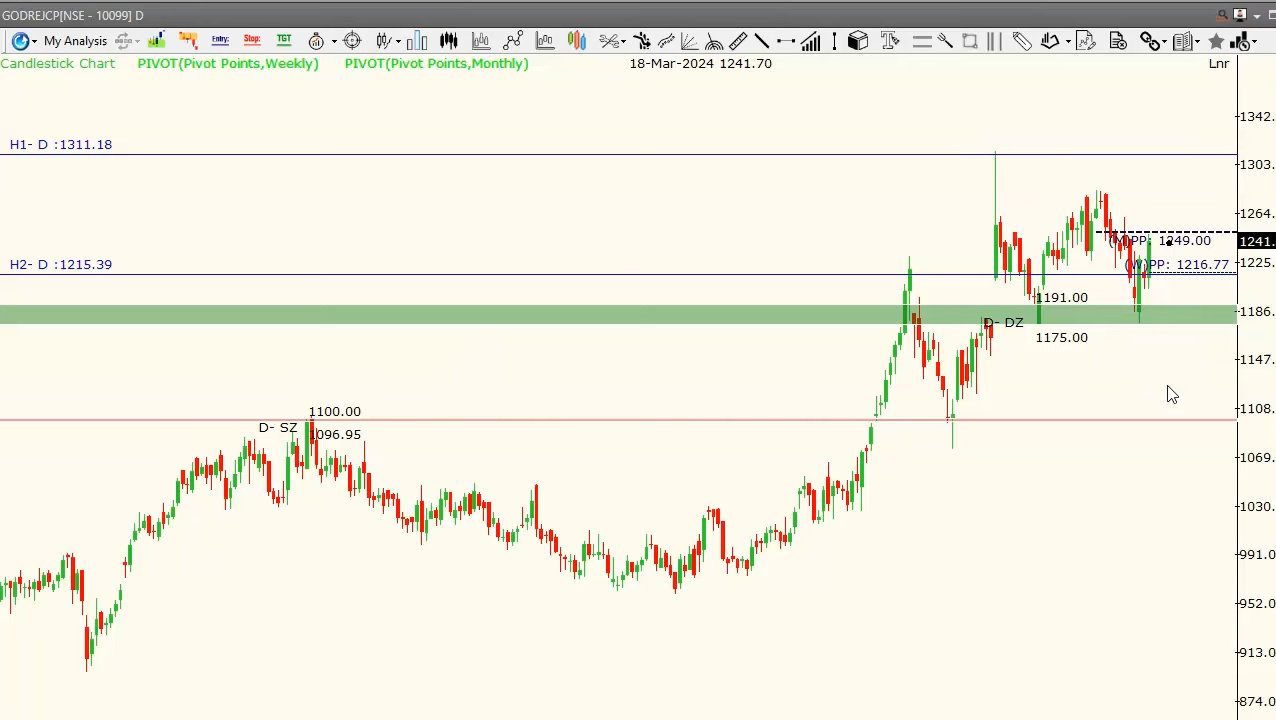 GODREJCP[NSE - 10099] D
My Analysis
Entry:
Stop:
TGT
Candlestick Chart PIVOT(Pivot Points,Weekly) PIVOT(Pivot Points,Monthly) 18-Mar-2024 1241.70 Lnr
1342.
H1- D :1311.18
1303.
1264.
(M)PP: 1249.00
1241.
H2- D :1215.39
(W)PP: 1216.77
1225.
1191.00
1186.
D- DZ
1175.00
1147.
1100.00
1108.
D- SZ
1096.95
1069.
1030.
991.0
952.0
913.0
874.0